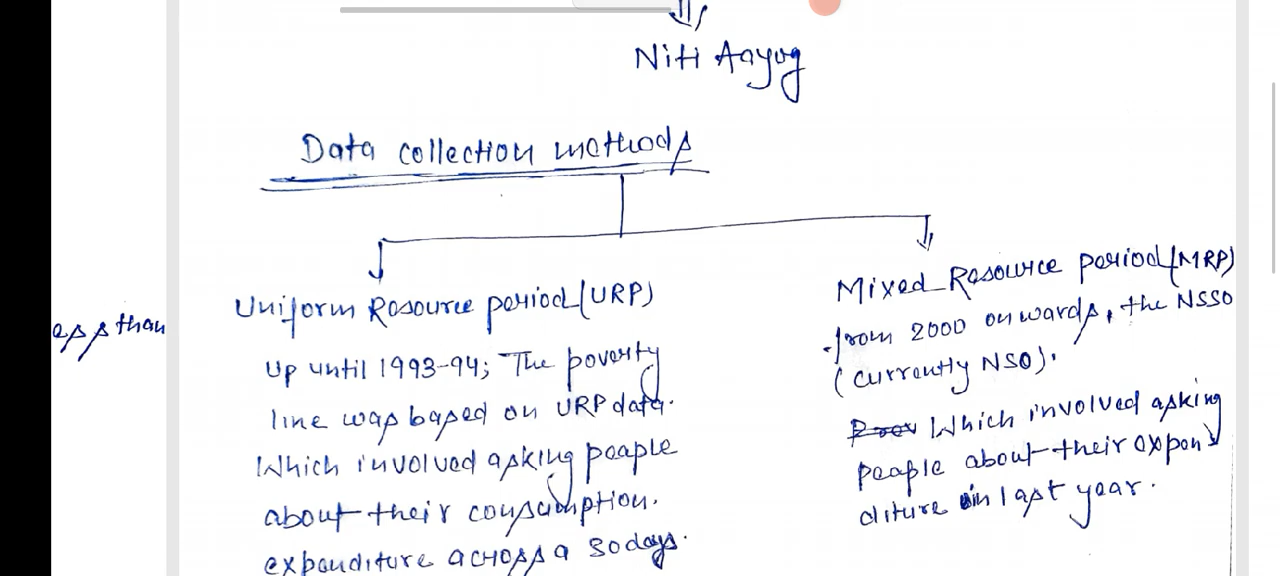 Niti Aayog
Data collection methods
Uniform Resource period (URP)
Up until 1993-94; The poverty
line was based on URP data.
Which involved asking people
about their consumption.
expenditure across a 30 days.
Mixed Resource period (MRP)
from 2000 onwards, the NSSO
(currently NSO).
Which involved asking
people about their expen
diture in last year.
ess than